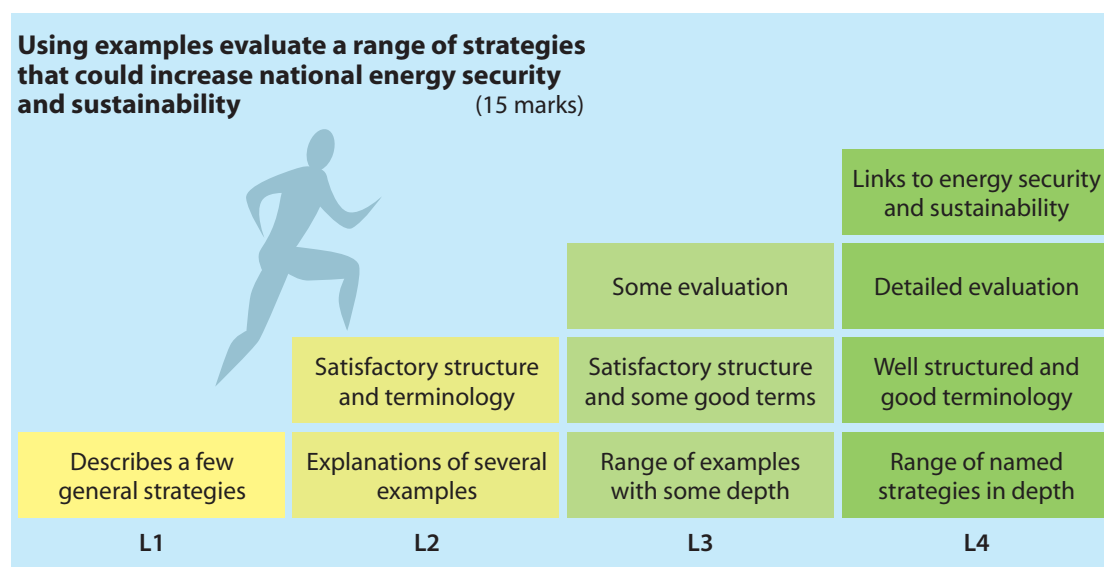 Using examples evaluate a range of strategies
that could increase national energy security
and sustainability (15 marks)
Links to energy security
and sustainability
Some evaluation
Detailed evaluation
Satisfactory structure
and terminology
Satisfactory structure
and some good terms
Well structured and
good terminology
Describes a few
general strategies
Explanations of several
examples
Range of examples
with some depth
Range of named
strategies in depth
L1
L2
L3
L4